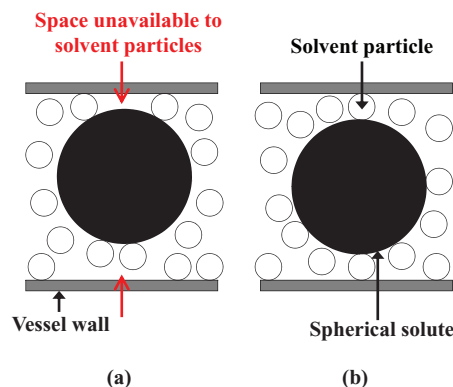 Space unavailable to
solvent particles
Solvent particle
Vessel wall
Spherical solute
(a)
(b)